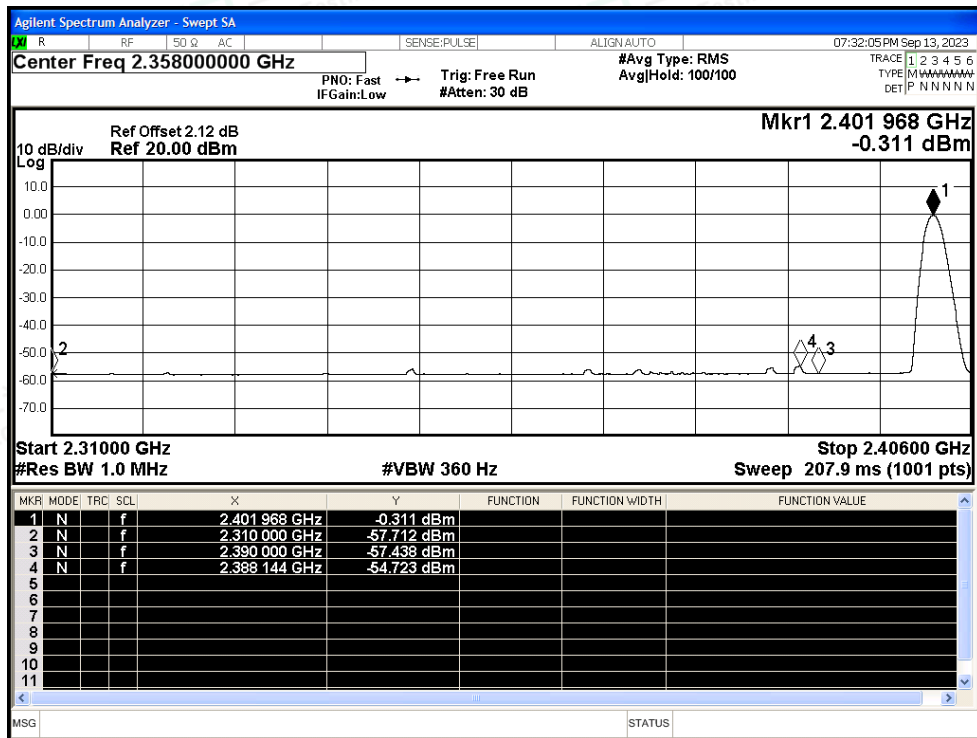 Agilent Spectrum Analyzer - Swept SA
LXI R RF 50 Ω AC SENSE:PULSE ALIGN AUTO 07:32:05 PM Sep 13, 2023
Center Freq 2.358000000 GHz
PNO: Fast
IFGain:Low
Trig: Free Run
#Atten: 30 dB
#Avg Type: RMS
Avg|Hold: 100/100
TRACE 1 2 3 4 5 6
TYPE M WWWWW
DET P N N N N N
Ref Offset 2.12 dB
Ref 20.00 dBm
10 dB/div
Log
Mkr1 2.401 968 GHz
-0.311 dBm
10.0
0.00
-10.0
-20.0
-30.0
-40.0
-50.0
-60.0
-70.0
1
2
4
3
Start 2.31000 GHz Stop 2.40600 GHz
#Res BW 1.0 MHz #VBW 360 Hz Sweep 207.9 ms (1001 pts)
MKR MODE TRC SCL X Y FUNCTION FUNCTION WIDTH FUNCTION VALUE
1 N f 2.401 968 GHz -0.311 dBm
2 N f 2.310 000 GHz -57.712 dBm
3 N f 2.390 000 GHz -57.438 dBm
4 N f 2.388 144 GHz -54.723 dBm
5
6
7
8
9
10
11
MSG STATUS